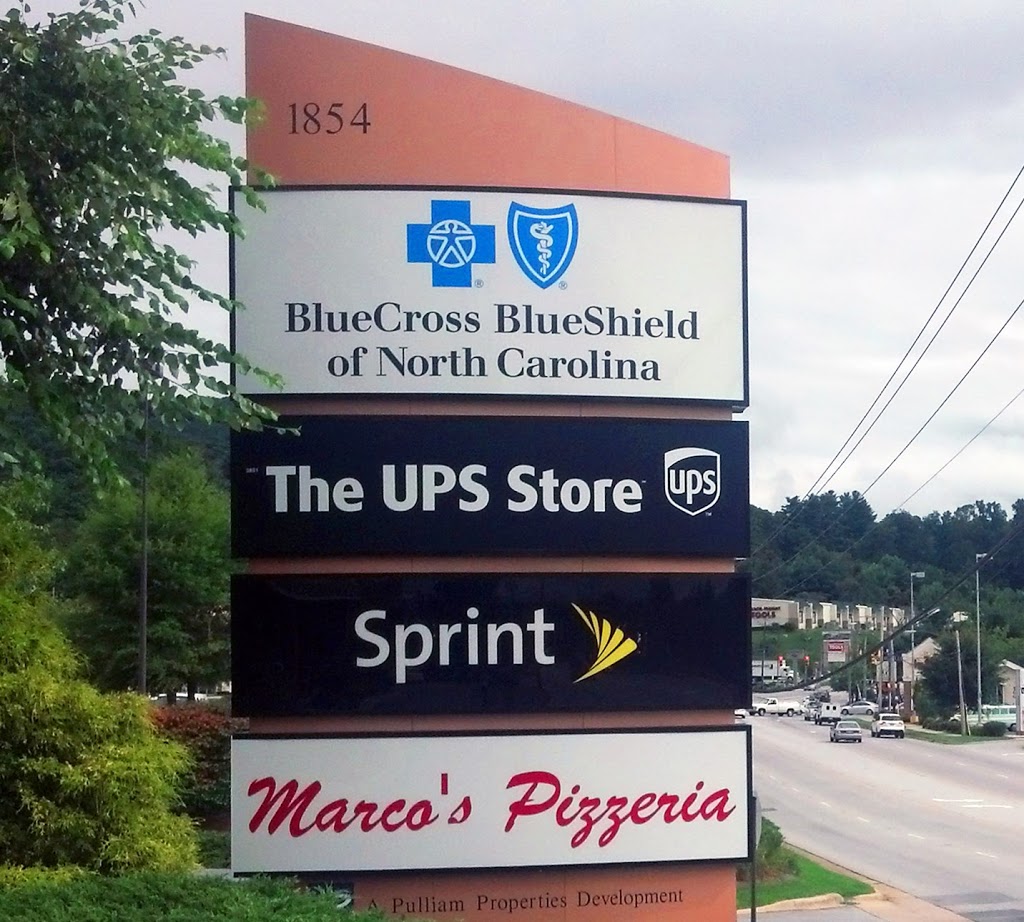 1854
BlueCross BlueShield
of North Carolina
The UPS Store
ups
Sprint
Marco's Pizzeria
A Pulliam Properties Development